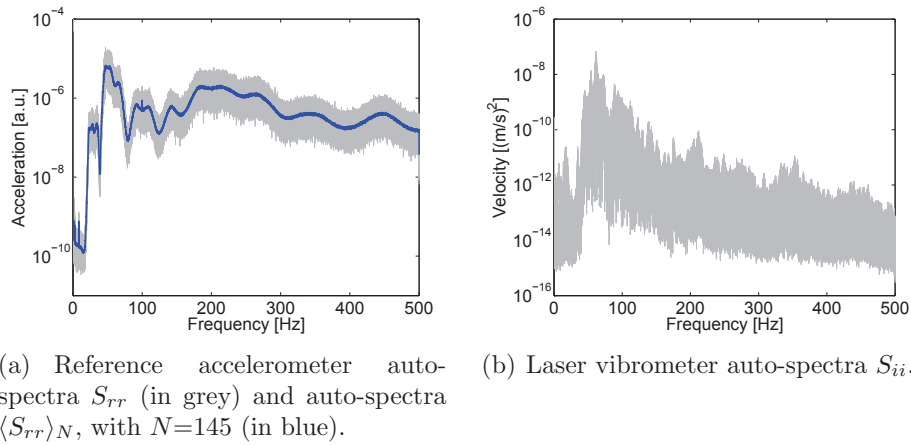 10⁻⁴
10⁻⁶
10⁻⁸
10⁻¹⁰
Acceleration [a.u.]
0 100 200 300 400 500
Frequency [Hz]
10⁻⁶
10⁻⁸
10⁻¹⁰
10⁻¹²
10⁻¹⁴
10⁻¹⁶
Velocity [(m/s)²]
0 100 200 300 400 500
Frequency [Hz]
(a) Reference accelerometer auto-
spectra S_rr (in grey) and auto-spectra
⟨S_rr⟩_N, with N=145 (in blue).
(b) Laser vibrometer auto-spectra S_ii.